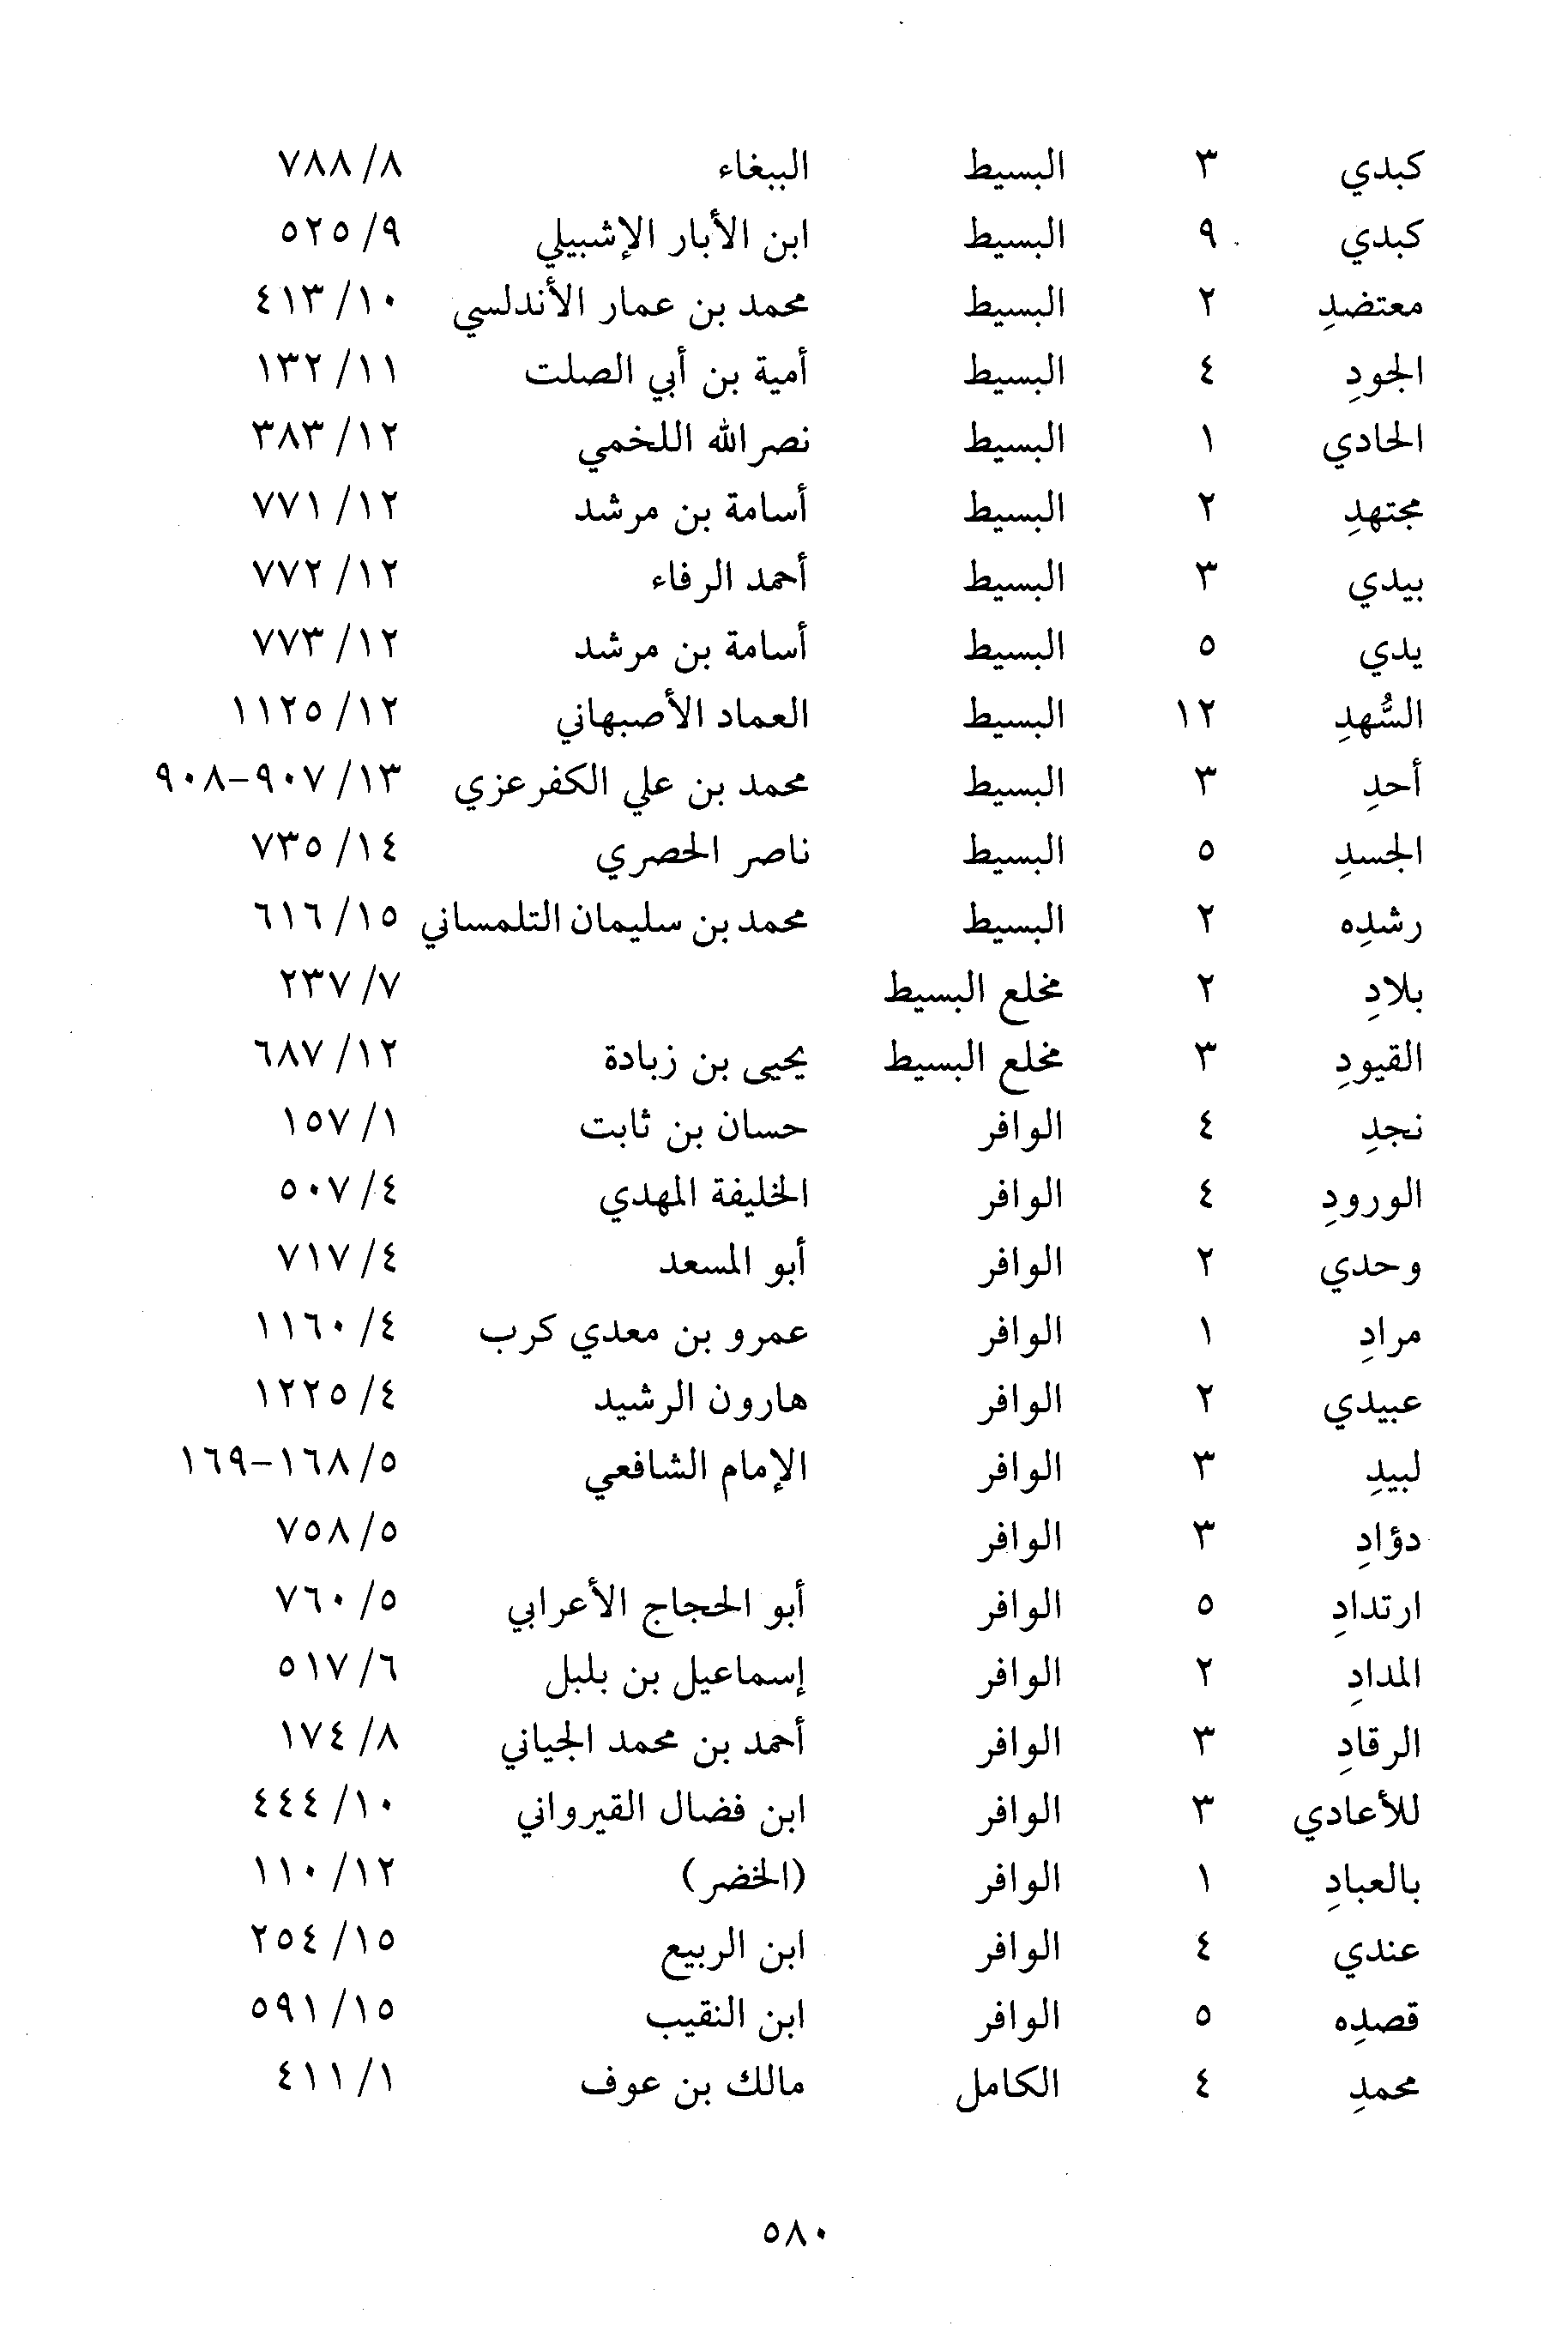 كبدي ٣ البسيط الببغاء ٨/ ٧٨٨
كبدي ٩ البسيط ابن الأبار الإشبيلي ٩/ ٥٢٥
معتضدِ ٢ البسيط محمد بن عمار الأندلسي ١٠/ ٤١٣
الجودِ ٤ البسيط أمية بن أبي الصلت ١١/ ١٣٢
الحادي ١ البسيط نصر الله اللخمي ١٢/ ٣٨٣
مجتهدِ ٢ البسيط أسامة بن مرشد ١٢/ ٧٧١
بيدي ٣ البسيط أحمد الرفاء ١٢/ ٧٧٢
يدي ٥ البسيط أسامة بن مرشد ١٢/ ٧٧٣
السُّهدِ ١٢ البسيط العماد الأصبهاني ١٢/ ١١٢٥
أحدِ ٣ البسيط محمد بن علي الكفرعزي ١٣/ ٩٠٧-٩٠٨
الجسدِ ٥ البسيط ناصر الحصري ١٤/ ٧٣٥
رشدِه ٢ البسيط محمد بن سليمان التلمساني ١٥/ ٦١٦
بلادِ ٢ مخلع البسيط ٧/ ٢٣٧
القيودِ ٣ مخلع البسيط يحيى بن زبادة ١٢/ ٦٨٧
نجدِ ٤ الوافر حسان بن ثابت ١/ ١٥٧
الورودِ ٤ الوافر الخليفة المهدي ٤/ ٥٠٧
وحدي ٢ الوافر أبو المسعد ٤/ ٧١٧
مرادِ ١ الوافر عمرو بن معدي كرب ٤/ ١١٦٠
عبيدي ٢ الوافر هارون الرشيد ٤/ ١٢٢٥
لبيدِ ٣ الوافر الإمام الشافعي ٥/ ١٦٨-١٦٩
دؤادِ ٣ الوافر ٥/ ٧٥٨
ارتدادِ ٥ الوافر أبو الحجاج الأعرابي ٥/ ٧٦٠
المدادِ ٢ الوافر إسماعيل بن بلبل ٦/ ٥١٧
الرقادِ ٣ الوافر أحمد بن محمد الجياني ٨/ ١٧٤
للأعادي ٣ الوافر ابن فضال القيرواني ١٠/ ٤٤٤
بالعبادِ ١ الوافر (الخضر) ١٢/ ١١٠
عندي ٤ الوافر ابن الربيع ١٥/ ٢٥٤
قصدِه ٥ الوافر ابن النقيب ١٥/ ٥٩١
محمدِ ٤ الكامل مالك بن عوف ١/ ٤١١
٥٨٠